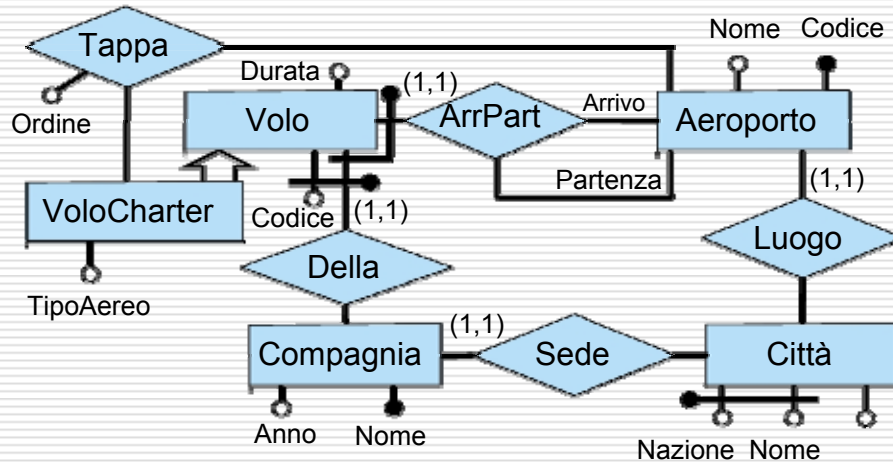 Tappa
Nome
Codice
Durata
(1,1)
Ordine
Volo
ArrPart
Arrivo
Aeroporto
Partenza
VoloCharter
Codice
(1,1)
(1,1)
Della
Luogo
TipoAereo
Compagnia
(1,1)
Sede
Città
Anno
Nome
Nazione
Nome